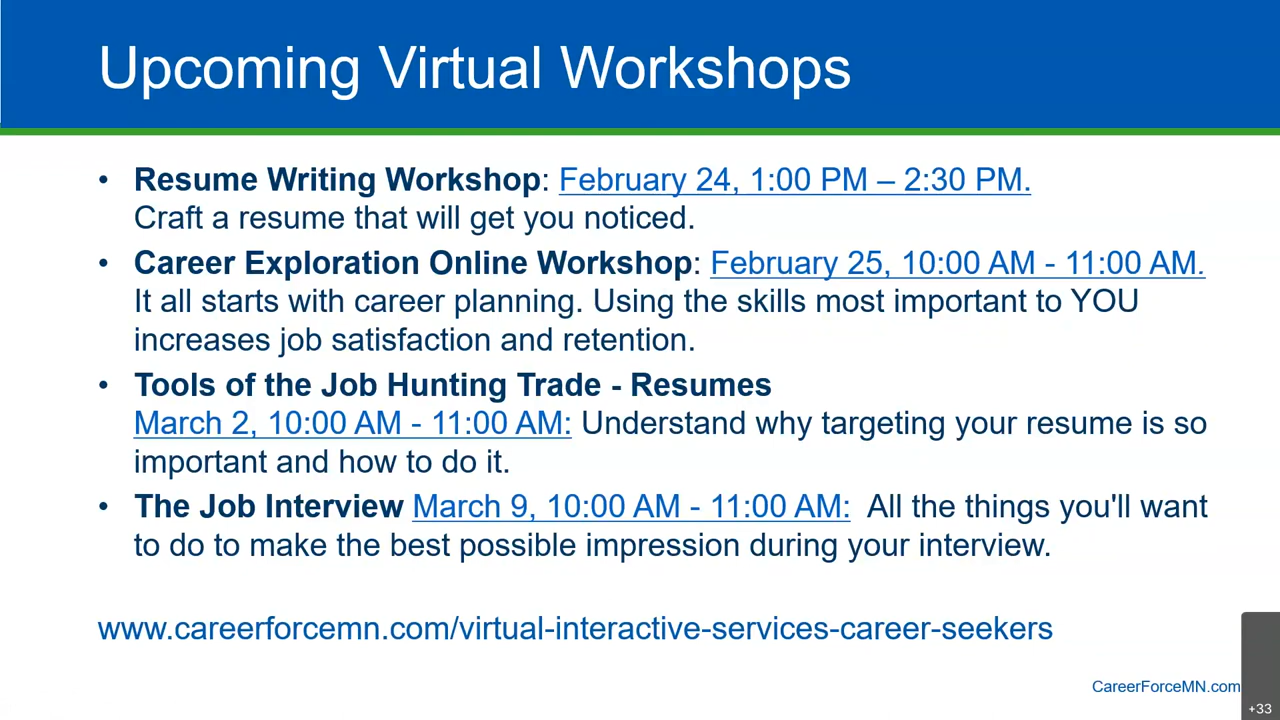 Upcoming Virtual Workshops
• Resume Writing Workshop: February 24, 1:00 PM – 2:30 PM.
Craft a resume that will get you noticed.
• Career Exploration Online Workshop: February 25, 10:00 AM - 11:00 AM.
It all starts with career planning. Using the skills most important to YOU
increases job satisfaction and retention.
• Tools of the Job Hunting Trade - Resumes
March 2, 10:00 AM - 11:00 AM: Understand why targeting your resume is so
important and how to do it.
• The Job Interview March 9, 10:00 AM - 11:00 AM: All the things you'll want
to do to make the best possible impression during your interview.
www.careerforcemn.com/virtual-interactive-services-career-seekers
CareerForceMN.com
+33